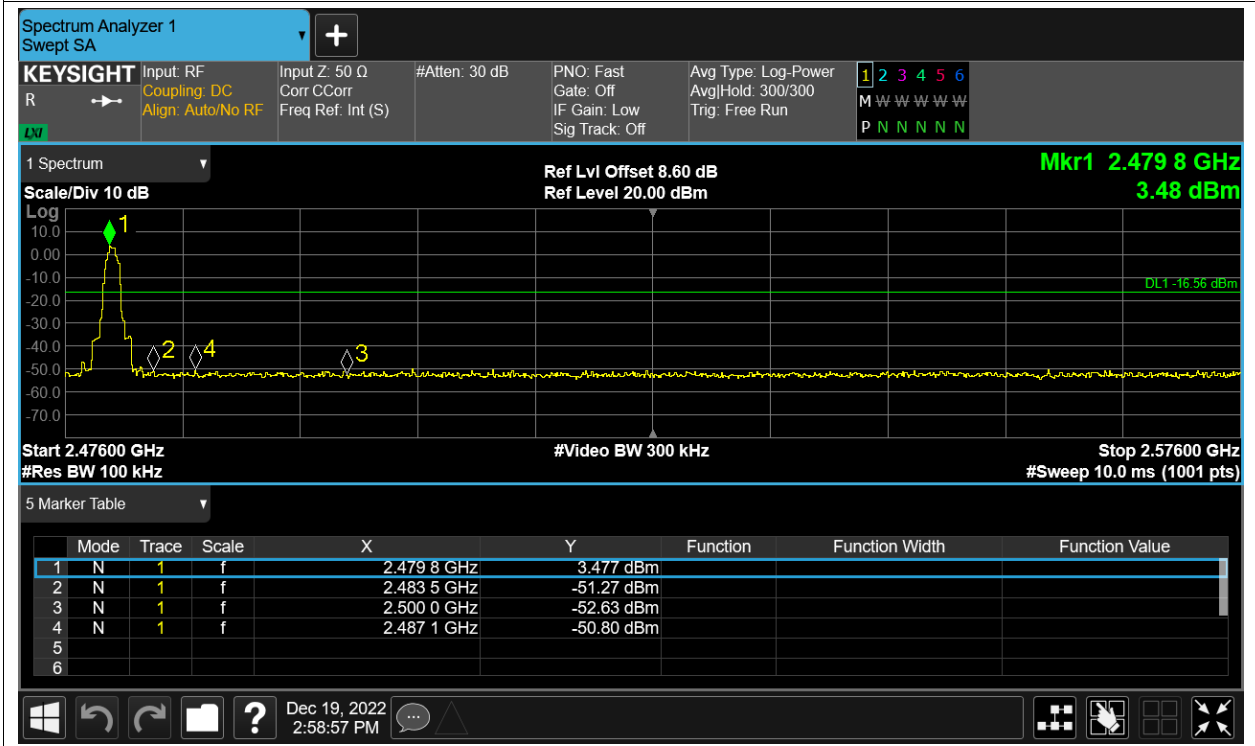 Spectrum Analyzer 1
Swept SA
+
KEYSIGHT
R
LXI
Input: RF
Coupling: DC
Align: Auto/No RF
Input Z: 50 Ω
Corr CCorr
Freq Ref: Int (S)
#Atten: 30 dB
PNO: Fast
Gate: Off
IF Gain: Low
Sig Track: Off
Avg Type: Log-Power
Avg|Hold: 300/300
Trig: Free Run
1 2 3 4 5 6
M W W W W W
P N N N N N
1 Spectrum
Scale/Div 10 dB
Ref Lvl Offset 8.60 dB
Ref Level 20.00 dBm
Mkr1 2.479 8 GHz
3.48 dBm
Log
10.0
0.00
-10.0
-20.0
-30.0
-40.0
-50.0
-60.0
-70.0
1
2
4
3
DL1 -16.56 dBm
Start 2.47600 GHz
#Video BW 300 kHz
Stop 2.57600 GHz
#Res BW 100 kHz
#Sweep 10.0 ms (1001 pts)
5 Marker Table
Mode Trace Scale X Y Function Function Width Function Value
1 N 1 f 2.479 8 GHz 3.477 dBm
2 N 1 f 2.483 5 GHz -51.27 dBm
3 N 1 f 2.500 0 GHz -52.63 dBm
4 N 1 f 2.487 1 GHz -50.80 dBm
5
6
?
Dec 19, 2022
2:58:57 PM